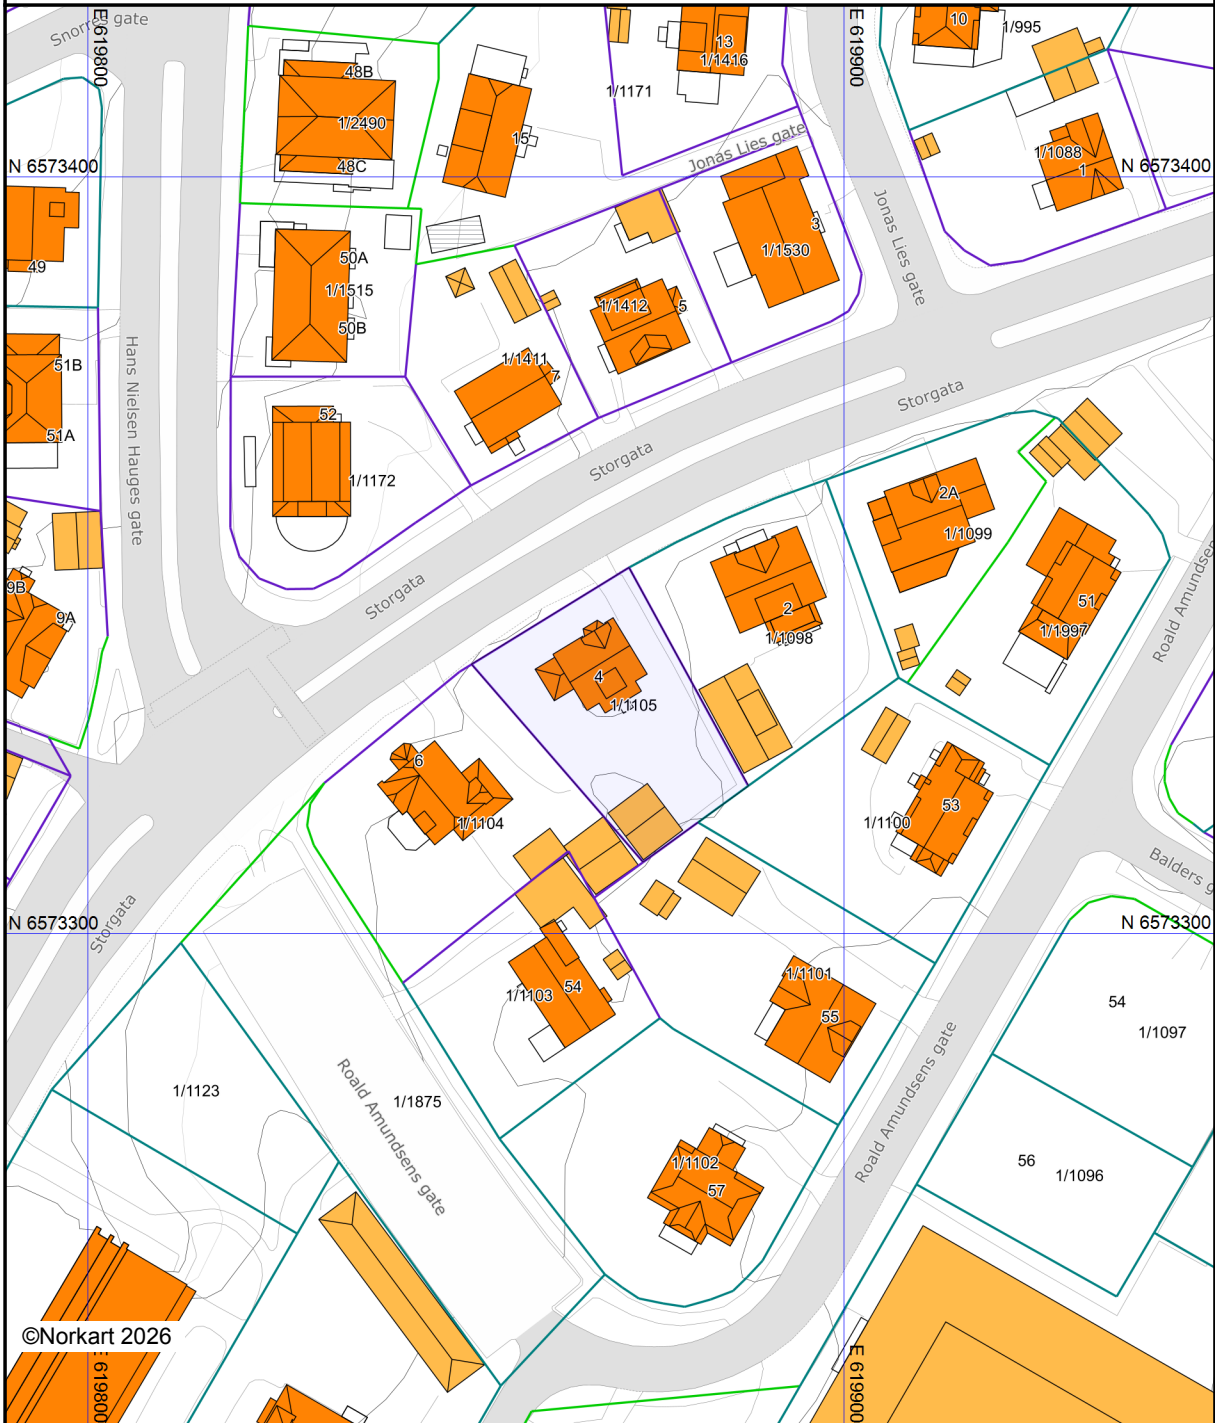 Snorres gate
E 619800
E 619900
10
1/995
13
1/1416
48B
1/1171
1/2490
15
Jonas Lies gate
1/1088
1
48C
N 6573400
N 6573400
Jonas Lies gate
3
1/1530
50A
49
1/1515
1/1412
5
50B
Hans Nielsen Hauges gate
51B
1/1411
7
Storgata
52
51A
Storgata
1/1172
2A
1/1099
Storgata
Roald Amundsen
9B
9A
2
1/1098
51
1/1997
4
1/1105
6
1/1104
53
1/1100
Balders g
Storgata
N 6573300
N 6573300
1/1101
54
1/1103
55
54
1/1097
1/1123
1/1875
Roald Amundsens gate
Roald Amundsens gate
1/1102
57
56
1/1096
©Norkart 2026
E 619800
E 619900